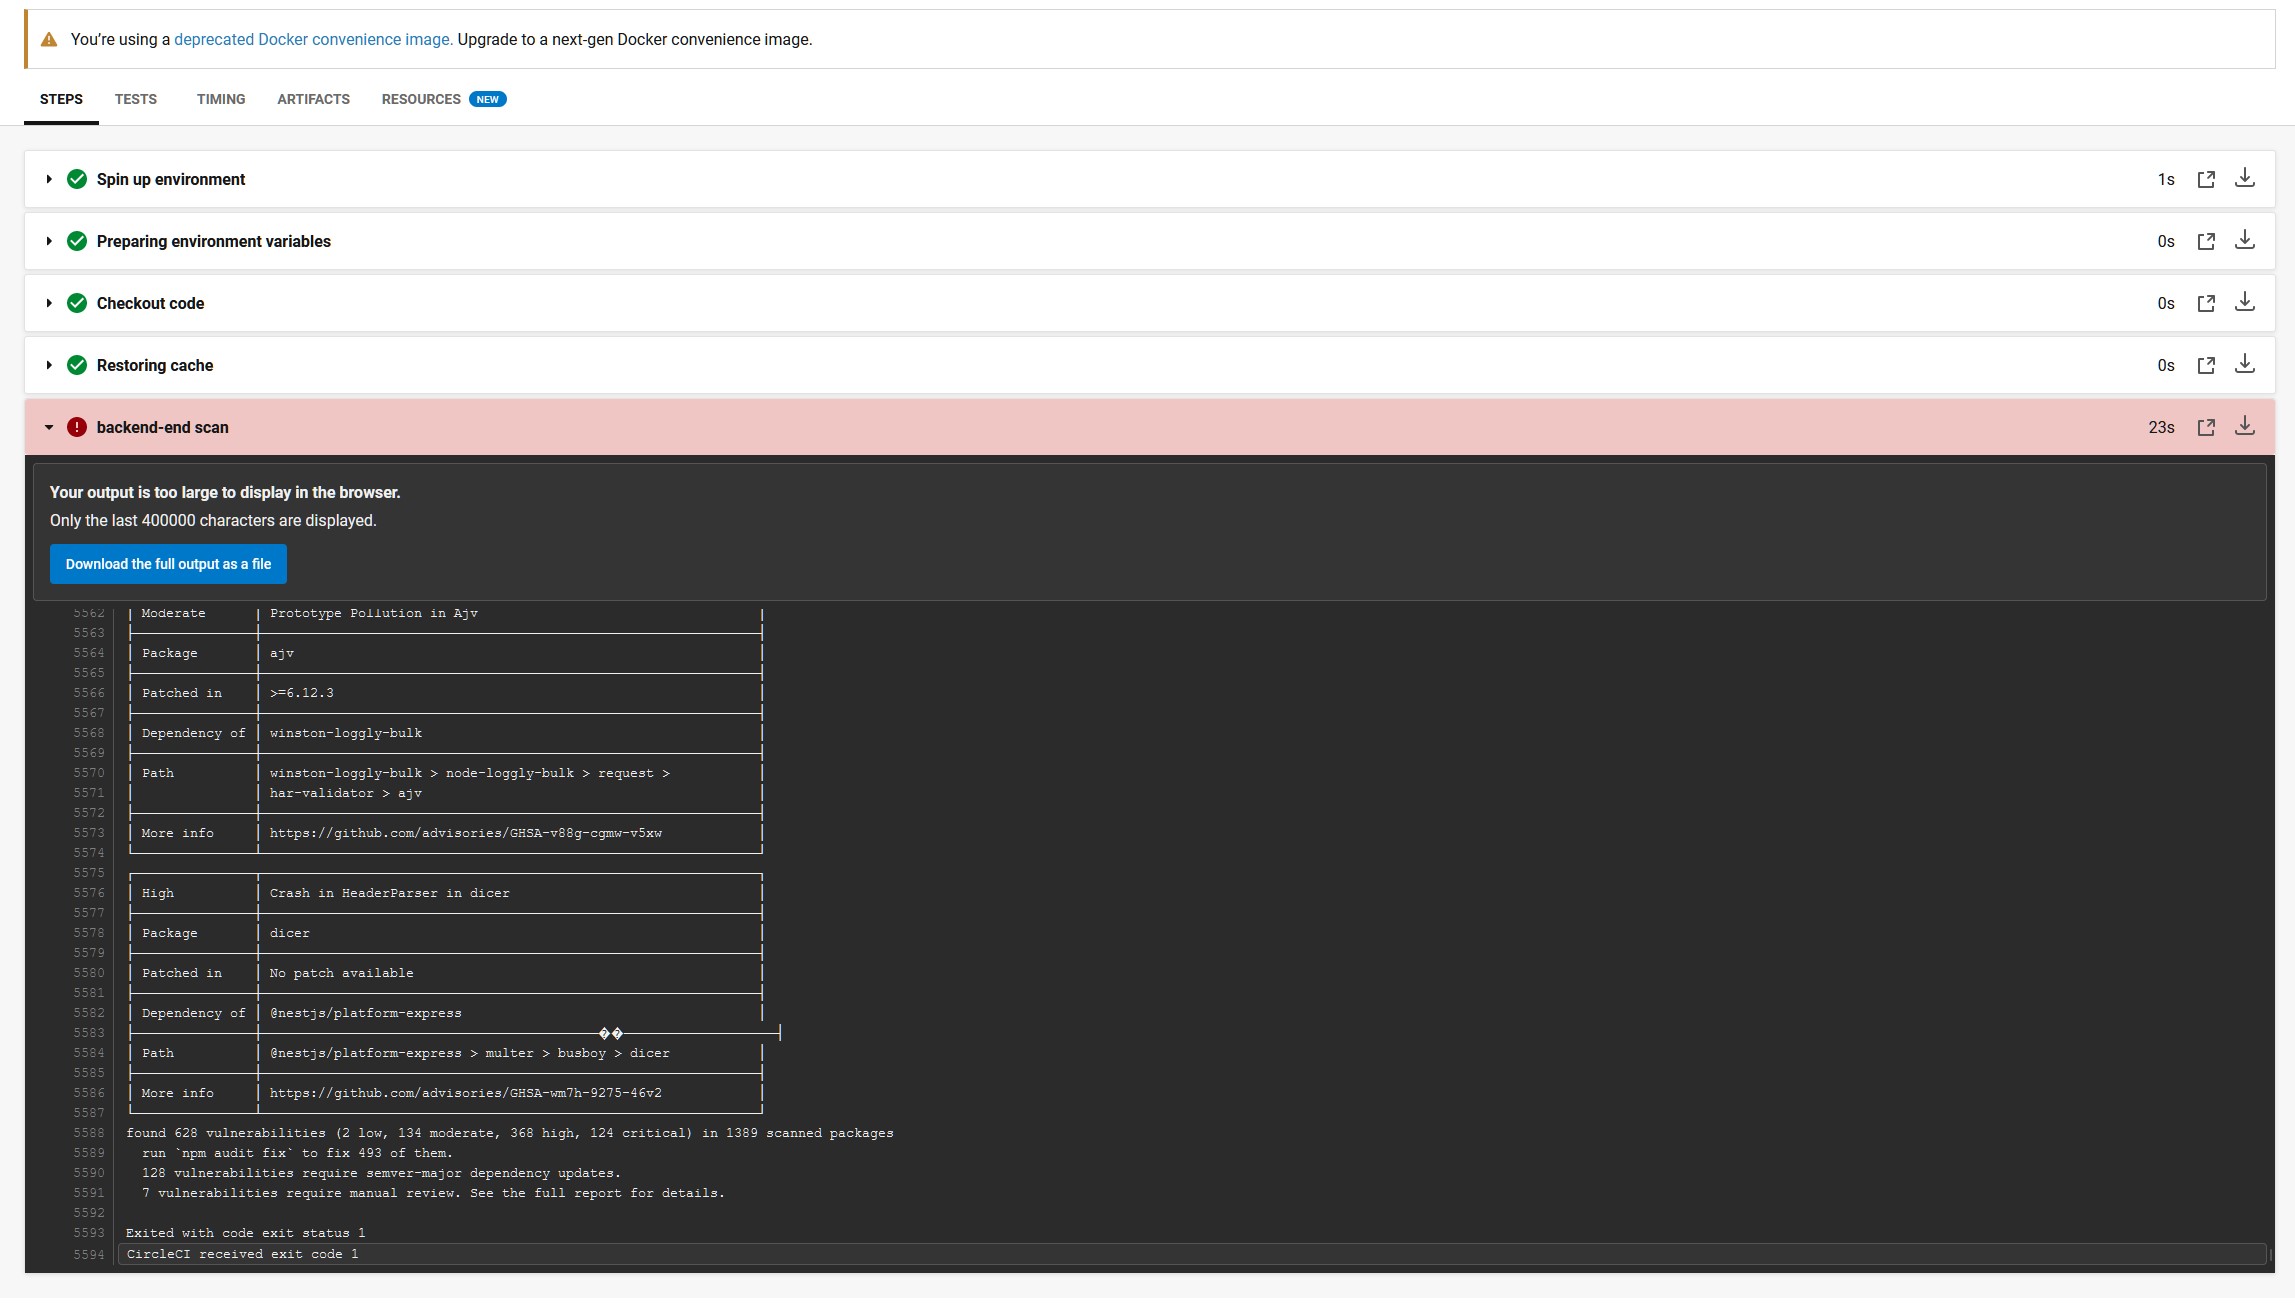 You're using a deprecated Docker convenience image. Upgrade to a next-gen Docker convenience image.
STEPS TESTS TIMING ARTIFACTS RESOURCES NEW
Spin up environment 1s
Preparing environment variables 0s
Checkout code 0s
Restoring cache 0s
backend-end scan 23s
Your output is too large to display in the browser.
Only the last 400000 characters are displayed.
Download the full output as a file
5562 | Moderate | Prototype Pollution in Ajv |
5563
5564 | Package | ajv |
5565
5566 | Patched in | >=6.12.3 |
5567
5568 | Dependency of | winston-loggly-bulk |
5569
5570 | Path | winston-loggly-bulk > node-loggly-bulk > request > |
5571 | | har-validator > ajv |
5572
5573 | More info | https://github.com/advisories/GHSA-v88g-cgmw-v5xw |
5574
5575
5576 | High | Crash in HeaderParser in dicer |
5577
5578 | Package | dicer |
5579
5580 | Patched in | No patch available |
5581
5582 | Dependency of | @nestjs/platform-express |
5583 ��
5584 | Path | @nestjs/platform-express > multer > busboy > dicer |
5585
5586 | More info | https://github.com/advisories/GHSA-wm7h-9275-46v2 |
5587
5588 found 628 vulnerabilities (2 low, 134 moderate, 368 high, 124 critical) in 1389 scanned packages
5589 run `npm audit fix` to fix 493 of them.
5590 128 vulnerabilities require semver-major dependency updates.
5591 7 vulnerabilities require manual review. See the full report for details.
5592
5593 Exited with code exit status 1
5594 CircleCI received exit code 1